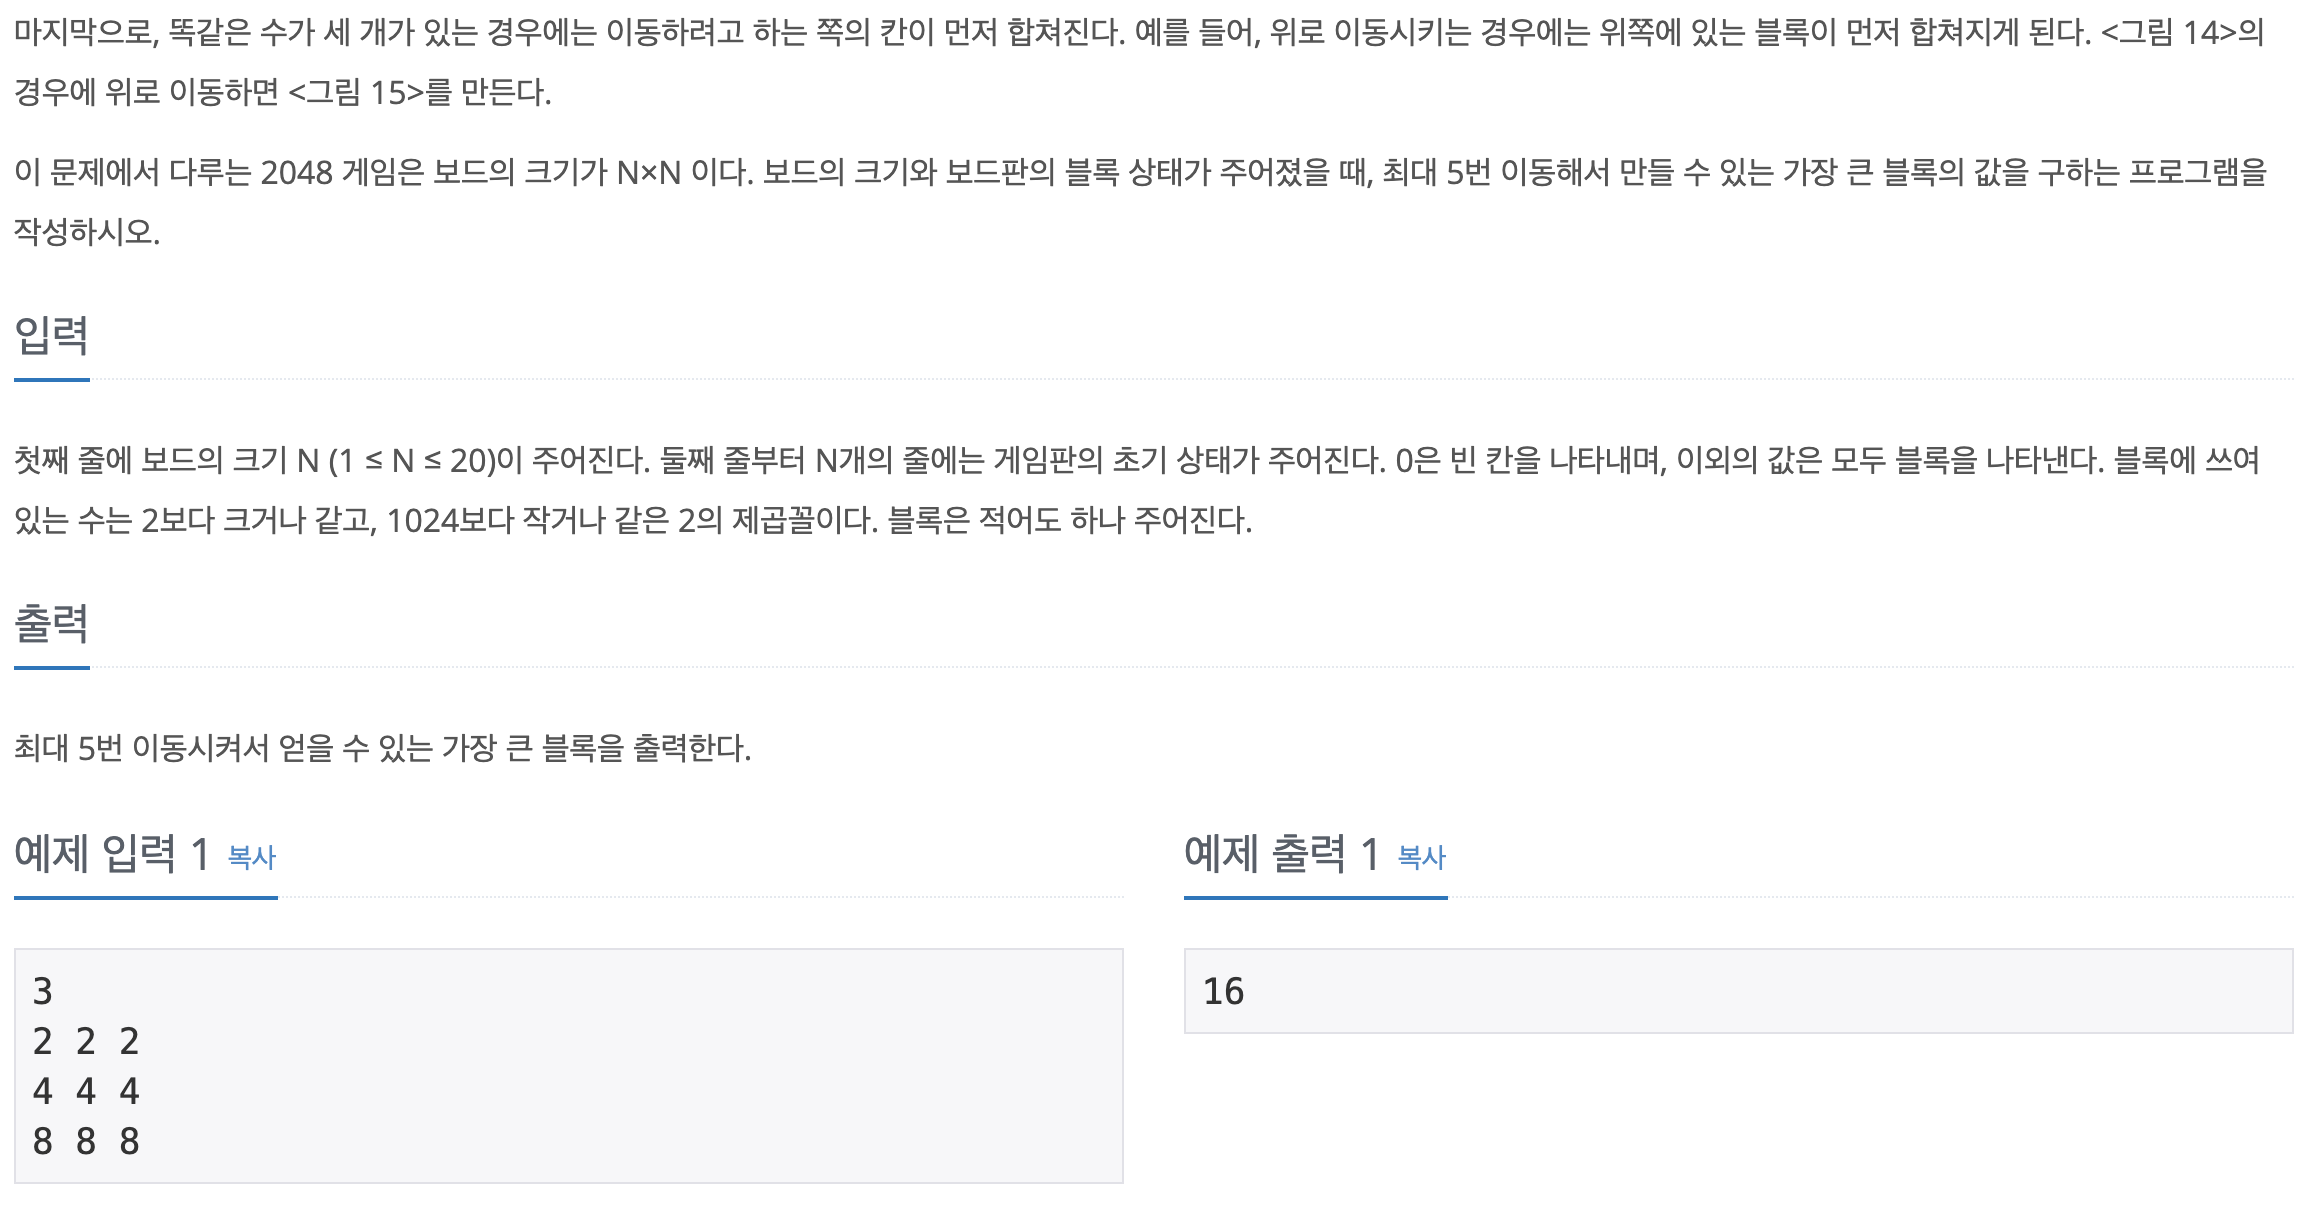 마지막으로, 똑같은 수가 세 개가 있는 경우에는 이동하려고 하는 쪽의 칸이 먼저 합쳐진다. 예를 들어, 위로 이동시키는 경우에는 위쪽에 있는 블록이 먼저 합쳐지게 된다. <그림 14>의
경우에 위로 이동하면 <그림 15>를 만든다.
이 문제에서 다루는 2048 게임은 보드의 크기가 N×N 이다. 보드의 크기와 보드판의 블록 상태가 주어졌을 때, 최대 5번 이동해서 만들 수 있는 가장 큰 블록의 값을 구하는 프로그램을
작성하시오.
입력
첫째 줄에 보드의 크기 N (1 ≤ N ≤ 20)이 주어진다. 둘째 줄부터 N개의 줄에는 게임판의 초기 상태가 주어진다. 0은 빈 칸을 나타내며, 이외의 값은 모두 블록을 나타낸다. 블록에 쓰여
있는 수는 2보다 크거나 같고, 1024보다 작거나 같은 2의 제곱꼴이다. 블록은 적어도 하나 주어진다.
출력
최대 5번 이동시켜서 얻을 수 있는 가장 큰 블록을 출력한다.
예제 입력 1 복사
3
2 2 2
4 4 4
8 8 8
예제 출력 1 복사
16